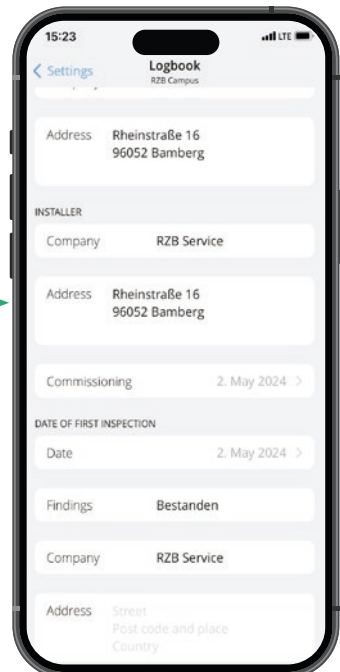 15:23
LTE
Settings
Logbook
RZB Campus
Address Rheinstraße 16
96052 Bamberg
INSTALLER
Company RZB Service
Address Rheinstraße 16
96052 Bamberg
Commissioning 2. May 2024
DATE OF FIRST INSPECTION
Date 2. May 2024
Findings Bestanden
Company RZB Service
Address Street
Post code and place
Country